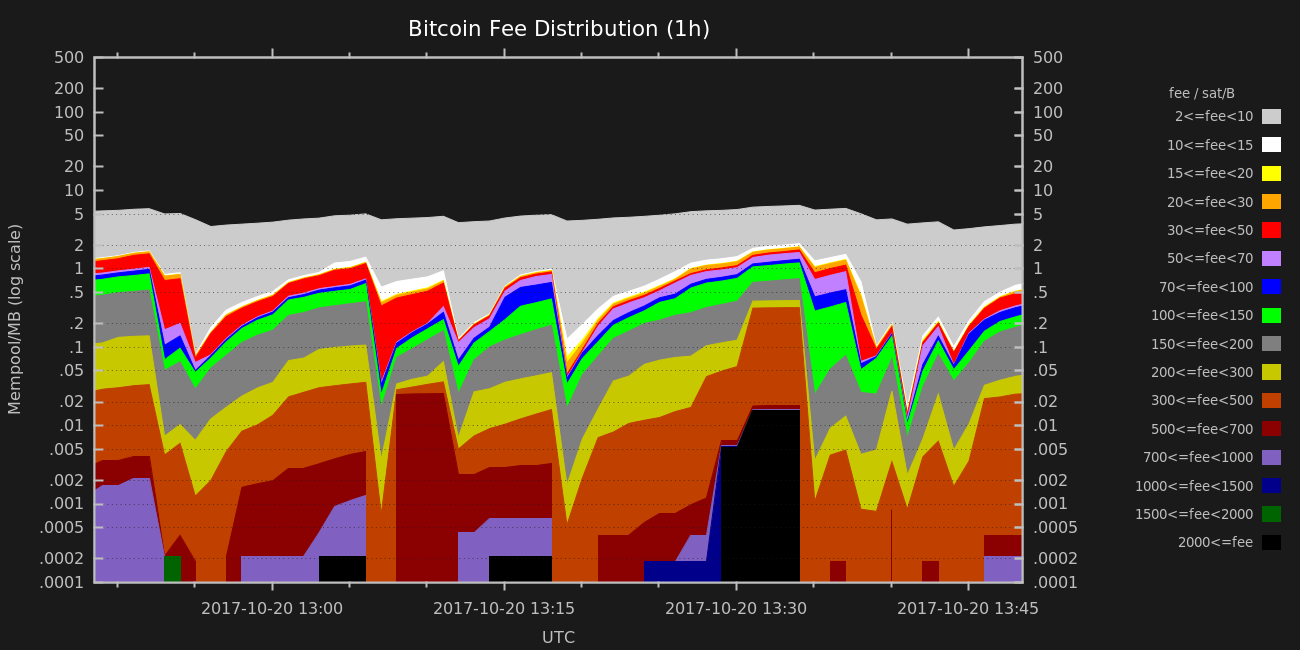 Bitcoin Fee Distribution (1h)
Mempool/MB (log scale)
500
200
100
50
20
10
5
2
1
.5
.2
.1
.05
.02
.01
.005
.002
.001
.0005
.0002
.0001
500
200
100
50
20
10
5
2
1
.5
.2
.1
.05
.02
.01
.005
.002
.001
.0005
.0002
.0001
2017-10-20 13:00
2017-10-20 13:15
2017-10-20 13:30
2017-10-20 13:45
UTC
fee / sat/B
2<=fee<10
10<=fee<15
15<=fee<20
20<=fee<30
30<=fee<50
50<=fee<70
70<=fee<100
100<=fee<150
150<=fee<200
200<=fee<300
300<=fee<500
500<=fee<700
700<=fee<1000
1000<=fee<1500
1500<=fee<2000
2000<=fee